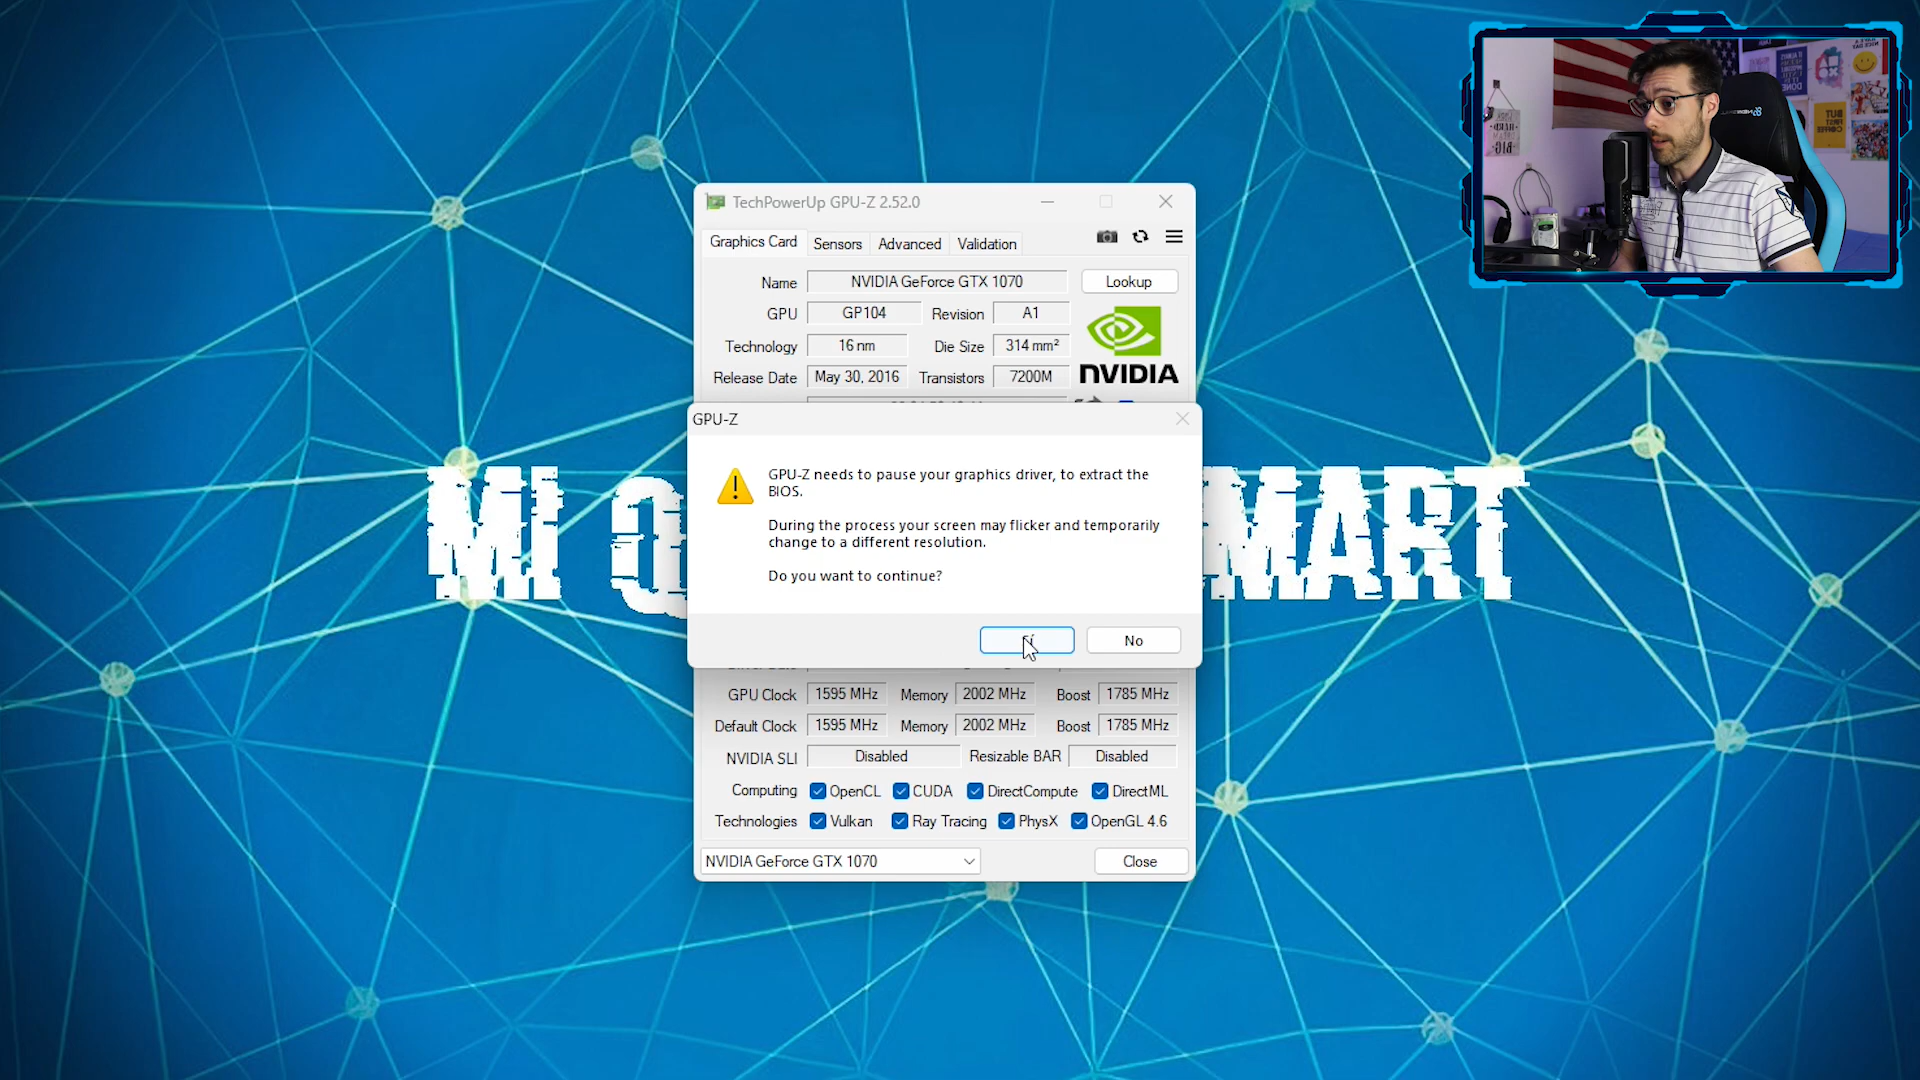 TechPowerUp GPU-Z 2.52.0
Graphics Card Sensors Advanced Validation
Name NVIDIA GeForce GTX 1070 Lookup
GPU GP104 Revision A1
Technology 16 nm Die Size 314 mm²
Release Date May 30, 2016 Transistors 7200M
NVIDIA
GPU-Z
GPU-Z needs to pause your graphics driver, to extract the
BIOS.
During the process your screen may flicker and temporarily
change to a different resolution.
Do you want to continue?
No
MI
MART
GPU Clock 1595 MHz Memory 2002 MHz Boost 1785 MHz
Default Clock 1595 MHz Memory 2002 MHz Boost 1785 MHz
NVIDIA SLI Disabled Resizable BAR Disabled
Computing OpenCL CUDA DirectCompute DirectML
Technologies Vulkan Ray Tracing PhysX OpenGL 4.6
NVIDIA GeForce GTX 1070 Close
BUT
FIRST
COFFEE